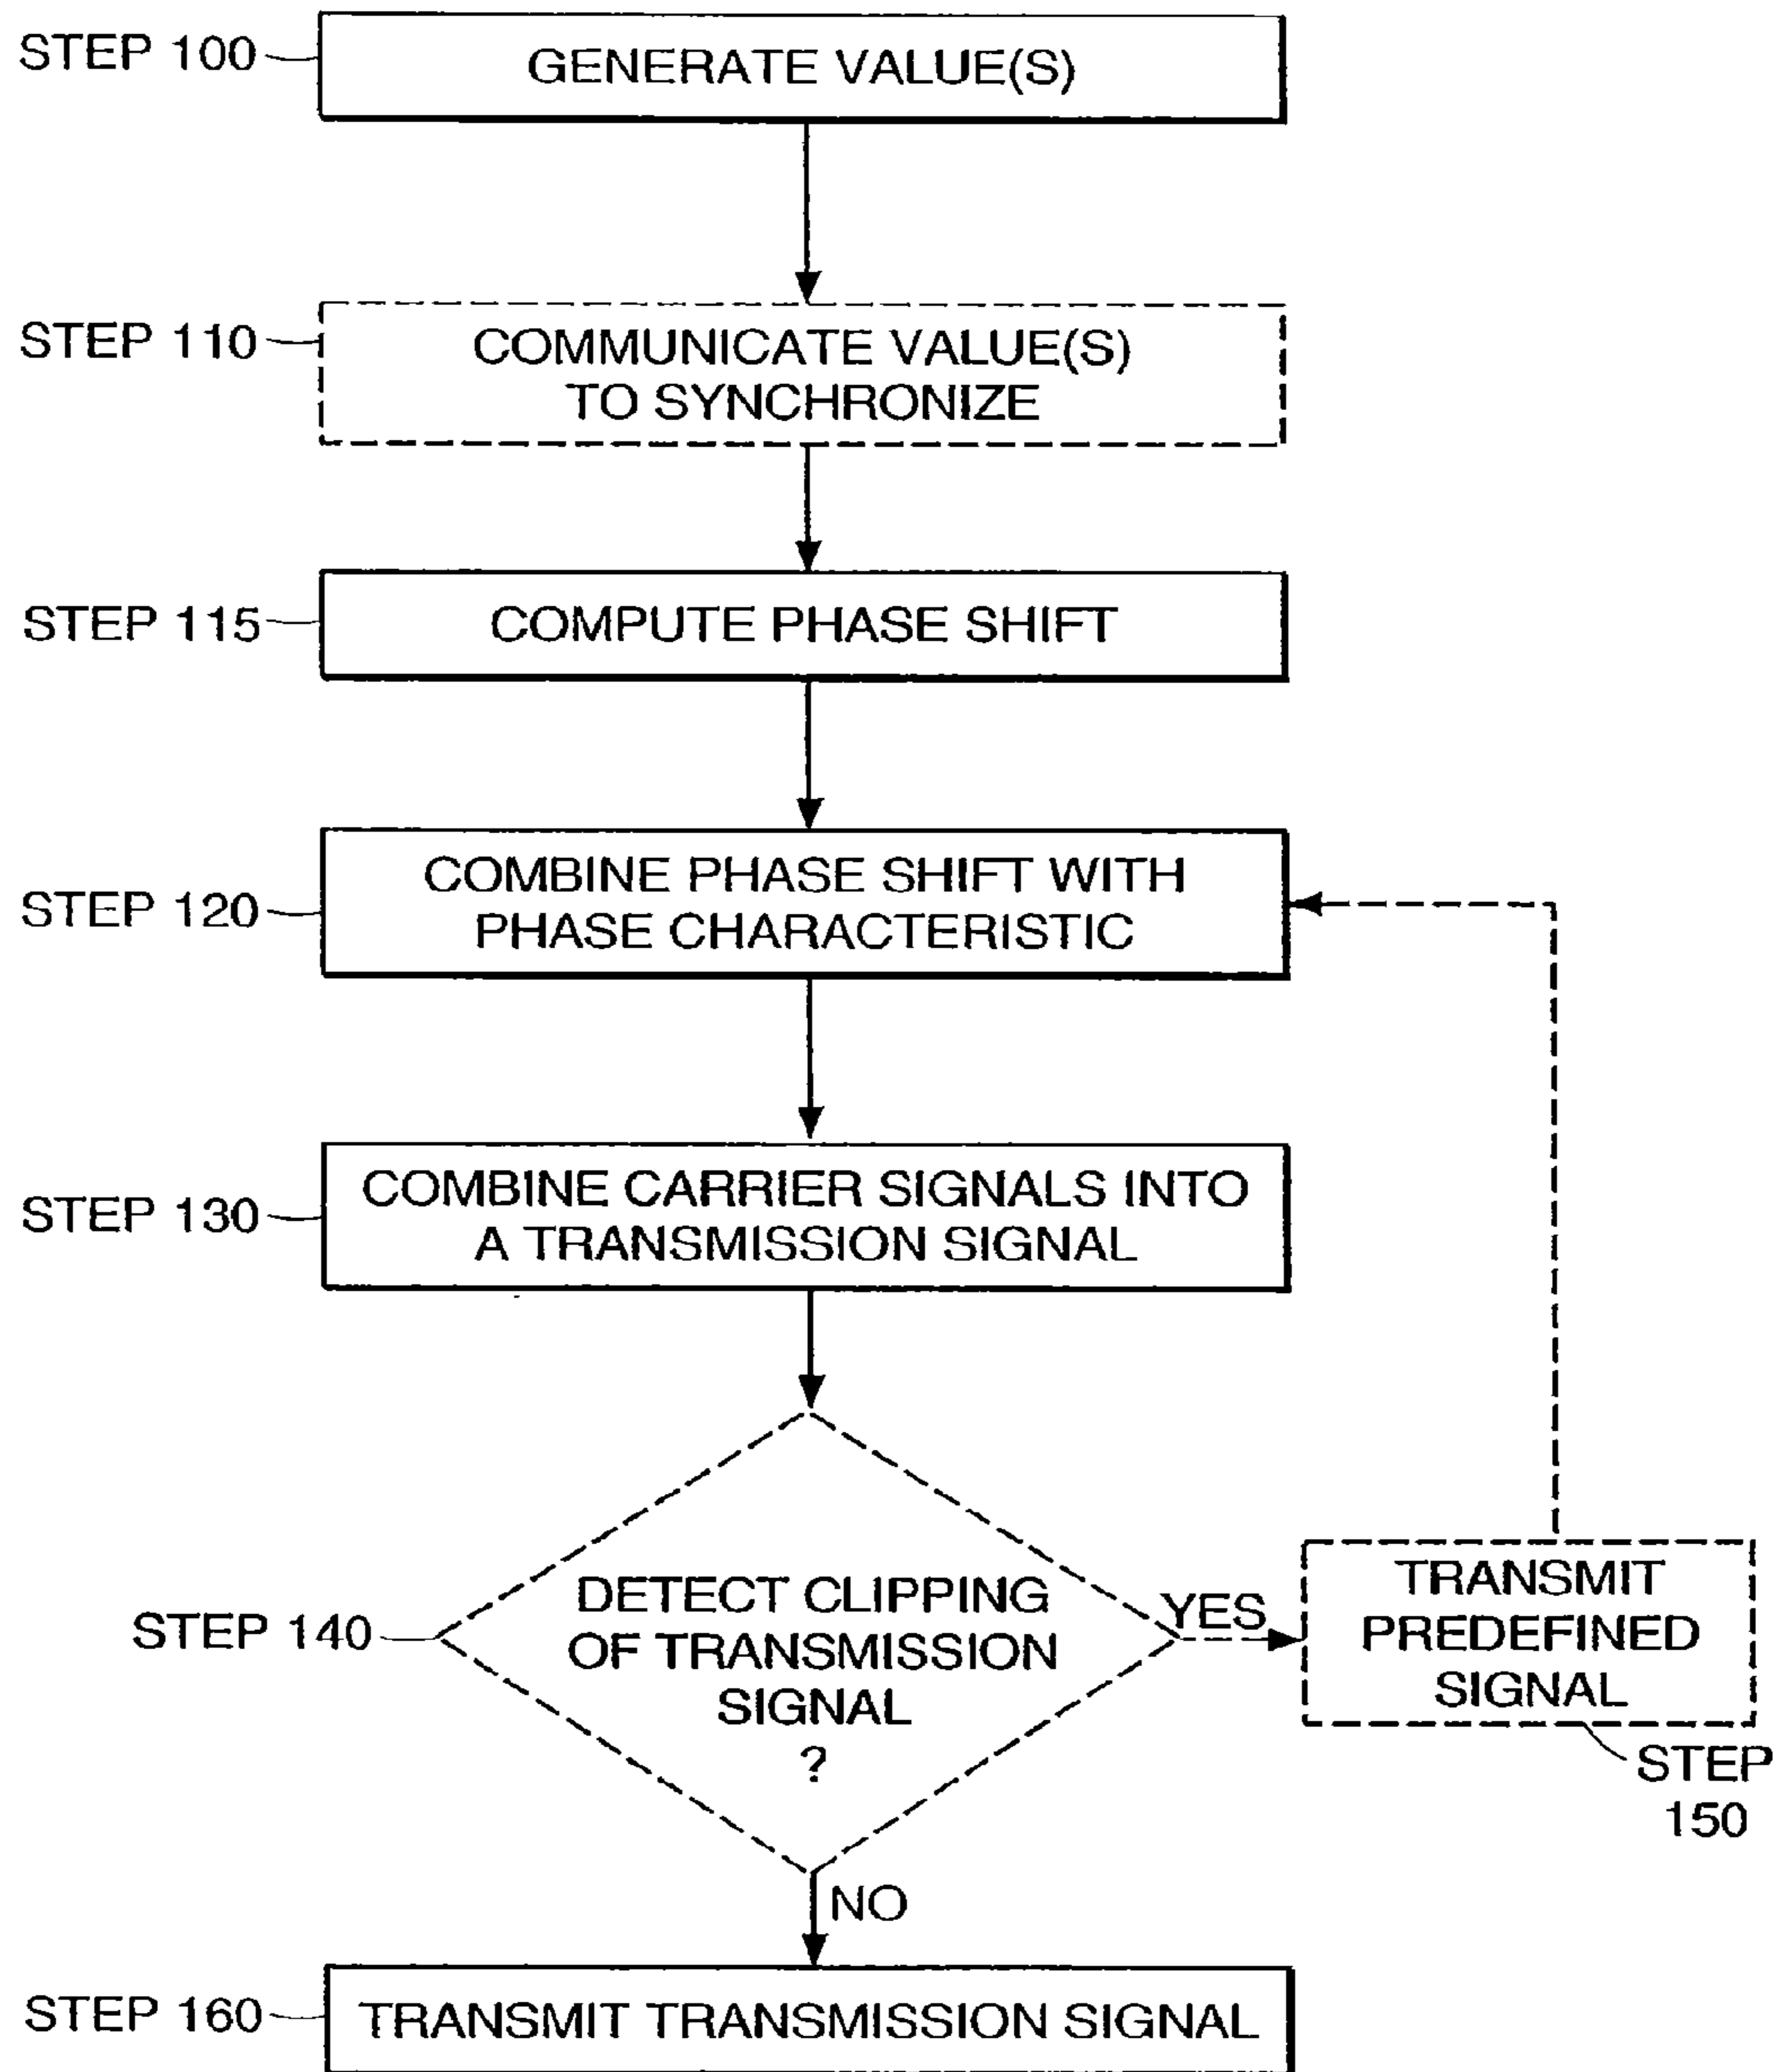 STEP 100
GENERATE VALUE(S)
STEP 110
COMMUNICATE VALUE(S)
TO SYNCHRONIZE
STEP 115
COMPUTE PHASE SHIFT
STEP 120
COMBINE PHASE SHIFT WITH
PHASE CHARACTERISTIC
STEP 130
COMBINE CARRIER SIGNALS INTO
A TRANSMISSION SIGNAL
STEP 140
DETECT CLIPPING
OF TRANSMISSION
SIGNAL
?
YES
TRANSMIT
PREDEFINED
SIGNAL
STEP
150
NO
STEP 160
TRANSMIT TRANSMISSION SIGNAL